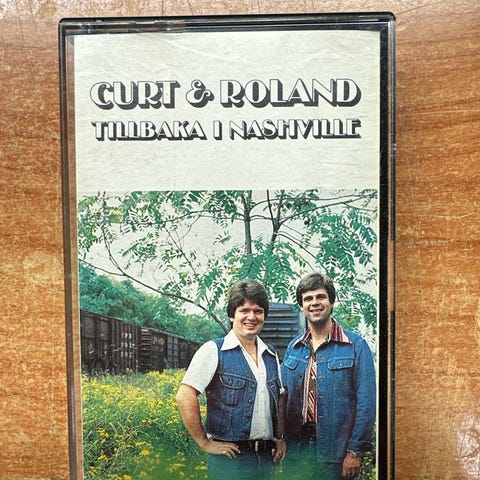 CURT & ROLAND
TILLBAKA I NASHVILLE